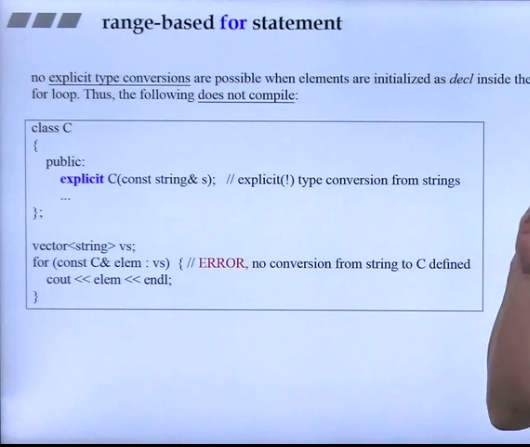 range-based for statement
no explicit type conversions are possible when elements are initialized as decl inside the
for loop. Thus, the following does not compile:
class C
{
public:
explicit C(const string& s); // explicit(!) type conversion from strings
...
};
vector<string> vs;
for (const C& elem : vs) { // ERROR, no conversion from string to C defined
cout << elem << endl;
}